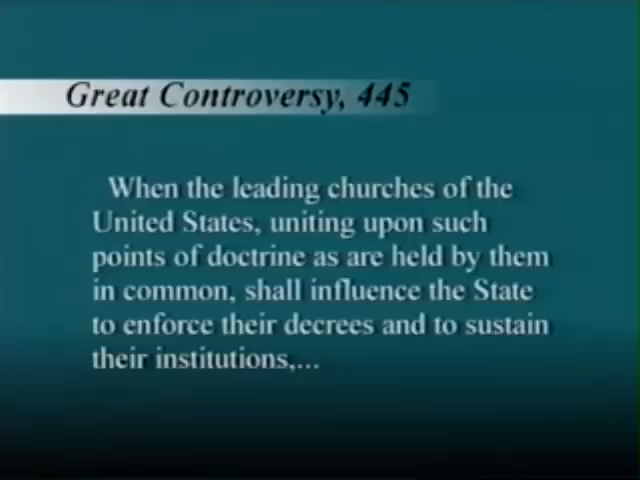 Great Controversy, 445
When the leading churches of the
United States, uniting upon such
points of doctrine as are held by them
in common, shall influence the State
to enforce their decrees and to sustain
their institutions,...